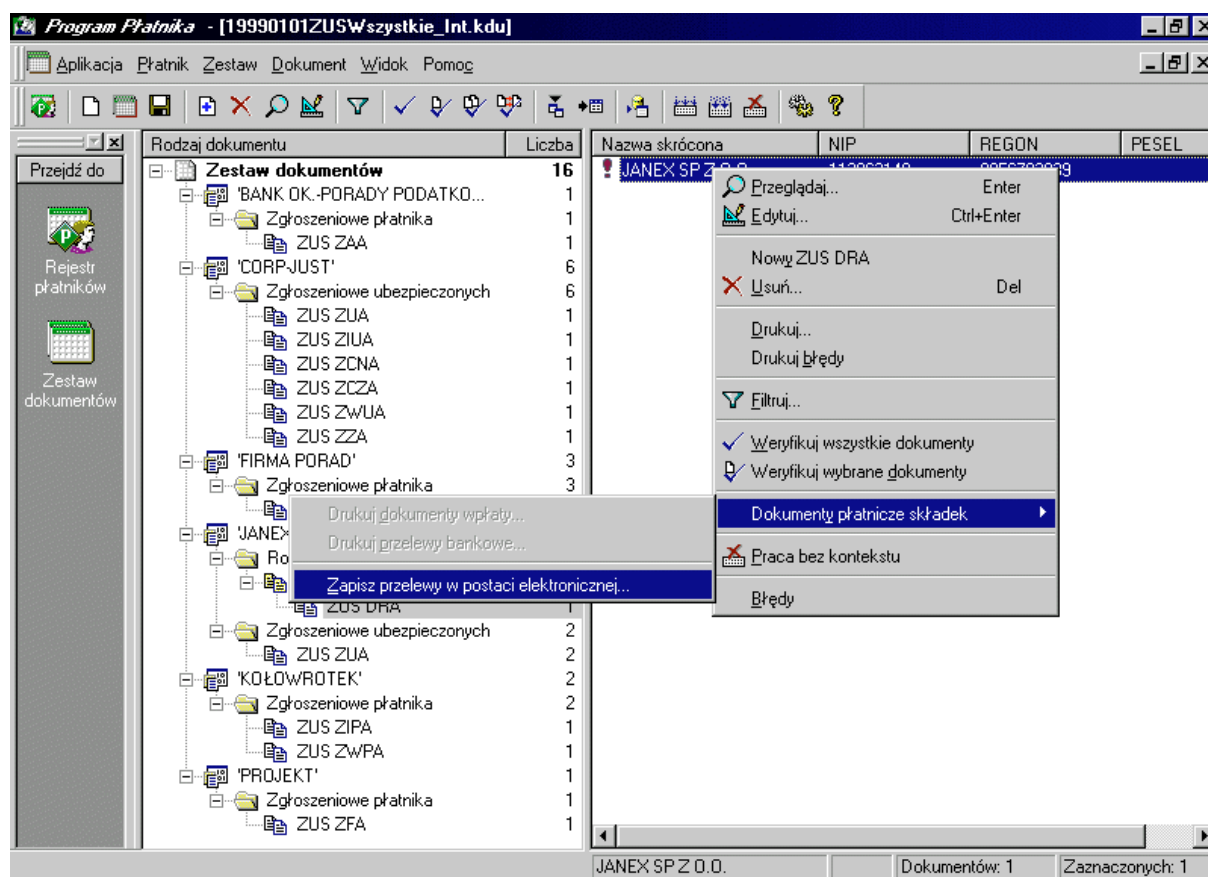 Program Płatnika - [19990101ZUSWszystkie_Int.kdu]
Aplikacja Płatnik Zestaw Dokument Widok Pomoc
Przejdź do
Rejestr
płatników
Zestaw
dokumentów
Rodzaj dokumentu Liczba
Zestaw dokumentów 16
'BANK OK.-PORADY PODATKO... 1
Zgłoszeniowe płatnika 1
ZUS ZAA 1
'CORP-JUST' 6
Zgłoszeniowe ubezpieczonych 6
ZUS ZUA 1
ZUS ZIUA 1
ZUS ZCNA 1
ZUS ZCZA 1
ZUS ZWUA 1
ZUS ZZA 1
'FIRMA PORAD' 3
Zgłoszeniowe płatnika 3
'JANEX
Ro
ZUS DRA 1
Zgłoszeniowe ubezpieczonych 2
ZUS ZUA 2
'KOŁOWROTEK' 2
Zgłoszeniowe płatnika 2
ZUS ZIPA 1
ZUS ZWPA 1
'PROJEKT' 1
Zgłoszeniowe płatnika 1
ZUS ZFA 1
Nazwa skrócona NIP REGON PESEL
JANEX SP Z O.O.
Przeglądaj... Enter
Edytuj... Ctrl+Enter
Nowy ZUS DRA
Usuń... Del
Drukuj...
Drukuj błędy
Filtruj...
Weryfikuj wszystkie dokumenty
Weryfikuj wybrane dokumenty
Dokumenty płatnicze składek
Praca bez kontekstu
Błędy
Drukuj dokumenty wpłaty...
Drukuj przelewy bankowe...
Zapisz przelewy w postaci elektronicznej...
JANEX SP Z O.O. Dokumentów: 1 Zaznaczonych: 1